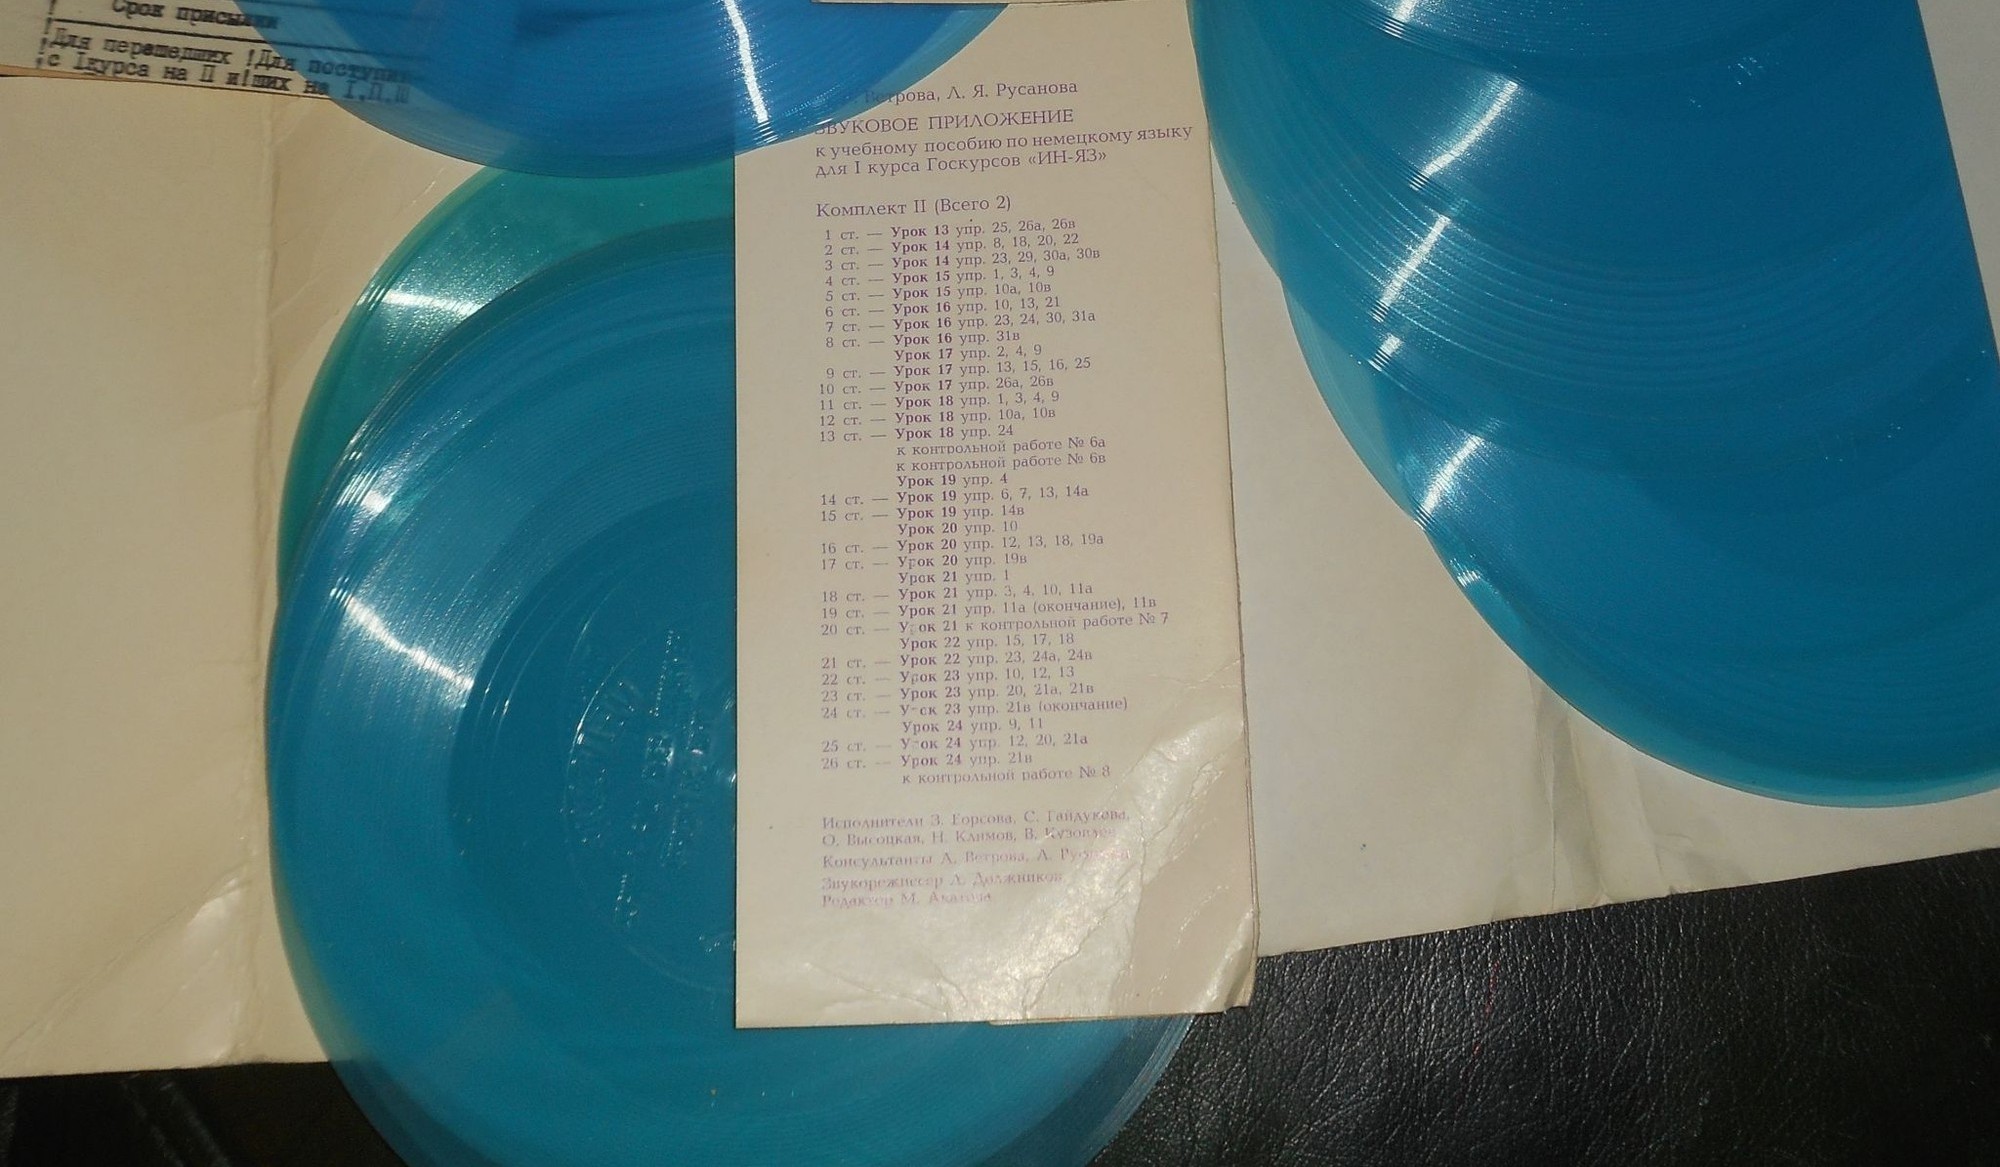 Срок присылки
!Для перешедших !Для поступи
!с Iкурса на II и!вших на I,П,Ш
Ветрова, Л. Я. Русанова
ЗВУКОВОЕ ПРИЛОЖЕНИЕ
к учебному пособию по немецкому языку
для I курса Госкурсов «ИН-ЯЗ»
Комплект II (Всего 2)
1 ст. — Урок 13 упр. 25, 26а, 26в
2 ст. — Урок 14 упр. 8, 18, 20, 22
3 ст. — Урок 14 упр. 23, 29, 30а, 30в
4 ст. — Урок 15 упр. 1, 3, 4, 9
5 ст. — Урок 15 упр. 10а, 10в
6 ст. — Урок 16 упр. 10, 13, 21
7 ст. — Урок 16 упр. 23, 24, 30, 31а
8 ст. — Урок 16 упр. 31в
Урок 17 упр. 2, 4, 9
9 ст. — Урок 17 упр. 13, 15, 16, 25
10 ст. — Урок 17 упр. 26а, 26в
11 ст. — Урок 18 упр. 1, 3, 4, 9
12 ст. — Урок 18 упр. 10а, 10в
13 ст. — Урок 18 упр. 24
к контрольной работе № 6а
к контрольной работе № 6в
Урок 19 упр. 4
14 ст. — Урок 19 упр. 6, 7, 13, 14а
15 ст. — Урок 19 упр. 14в
Урок 20 упр. 10
16 ст. — Урок 20 упр. 12, 13, 18, 19а
17 ст. — Урок 20 упр. 19в
Урок 21 упр. 1
18 ст. — Урок 21 упр. 3, 4, 10, 11а
19 ст. — Урок 21 упр. 11а (окончание), 11в
20 ст. — Урок 21 к контрольной работе № 7
Урок 22 упр. 15, 17, 18
21 ст. — Урок 22 упр. 23, 24а, 24в
22 ст. — Урок 23 упр. 10, 12, 13
23 ст. — Урок 23 упр. 20, 21а, 21в
24 ст. — Урок 23 упр. 21в (окончание)
Урок 24 упр. 9, 11
25 ст. — Урок 24 упр. 12, 20, 21а
26 ст. — Урок 24 упр. 21в
к контрольной работе № 8
Исполнители З. Горсова, С. Гайдукова,
О. Высоцкая, Н. Климов, В.
Консультанты Л. Ветрова, Л.
Звукорежиссер Л. Должников
Редактор М.